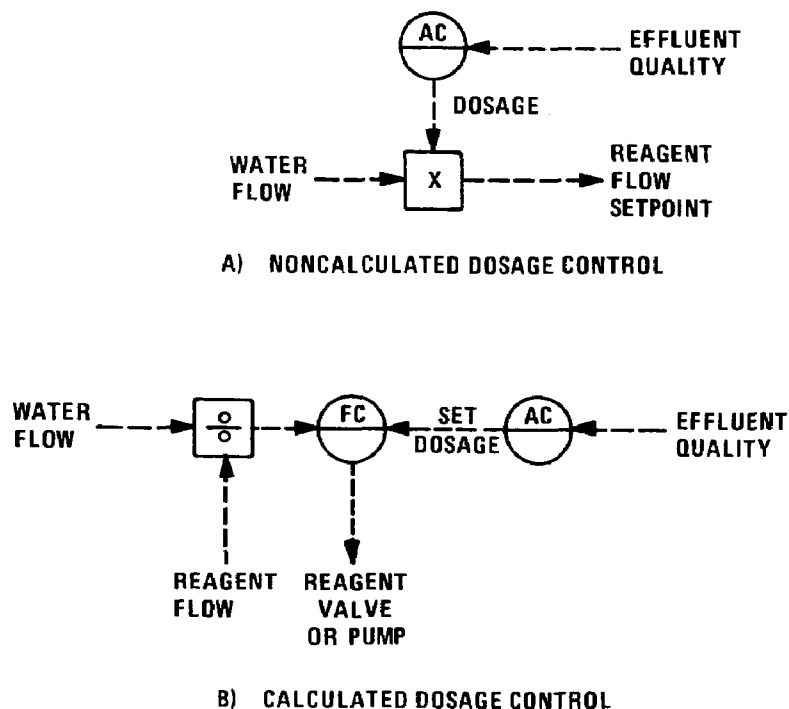 AC
EFFLUENT
QUALITY
DOSAGE
WATER
FLOW
X
REAGENT
FLOW
SETPOINT
A) NONCALCULATED DOSAGE CONTROL
WATER
FLOW
÷
FC
SET
DOSAGE
AC
EFFLUENT
QUALITY
REAGENT
FLOW
REAGENT
VALVE
OR PUMP
B) CALCULATED DOSAGE CONTROL